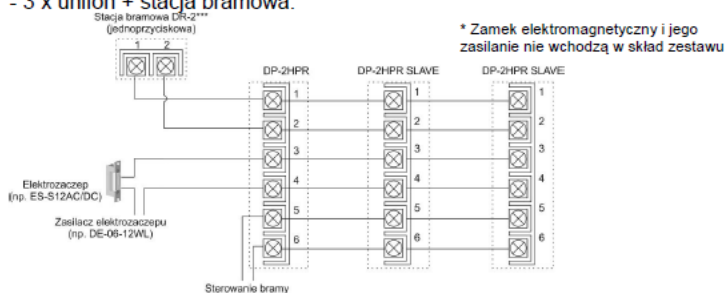 - 3 x unifon + stacja bramowa:
Stacja bramowa DR-2***
(jednoprzyciskowa)
* Zamek elektromagnetyczny i jego
zasilanie nie wchodzą w skład zestawu
1 2
DP-2HPR
DP-2HPR SLAVE
DP-2HPR SLAVE
1 1 1
2 2 2
3 3 3
4 4 4
5 5 5
6 6 6
Elektrozaczep
(np. ES-S12AC/DC)
Zasilacz elektrozaczepu
(np. DE-06-12WL)
Sterowanie bramy